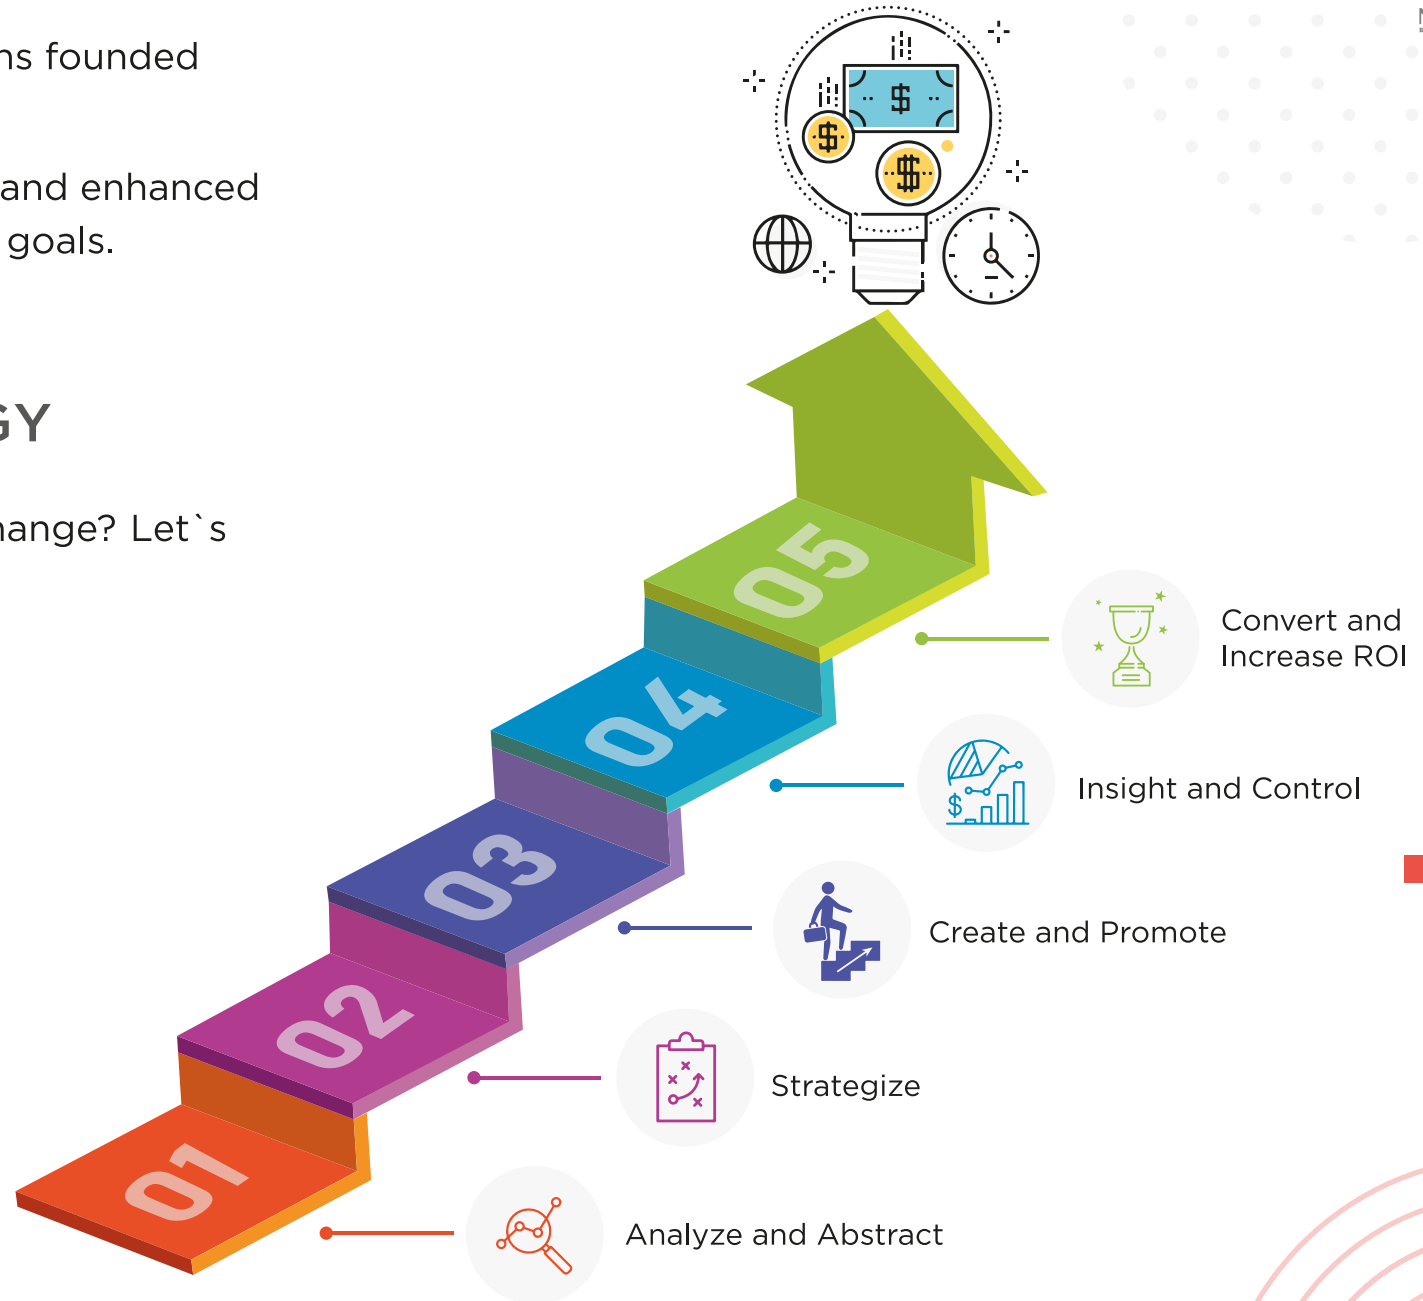 ns founded
and enhanced
goals.
GY
hange? Let`s
05
Convert and
Increase ROI
04
Insight and Control
03
Create and Promote
02
Strategize
01
Analyze and Abstract